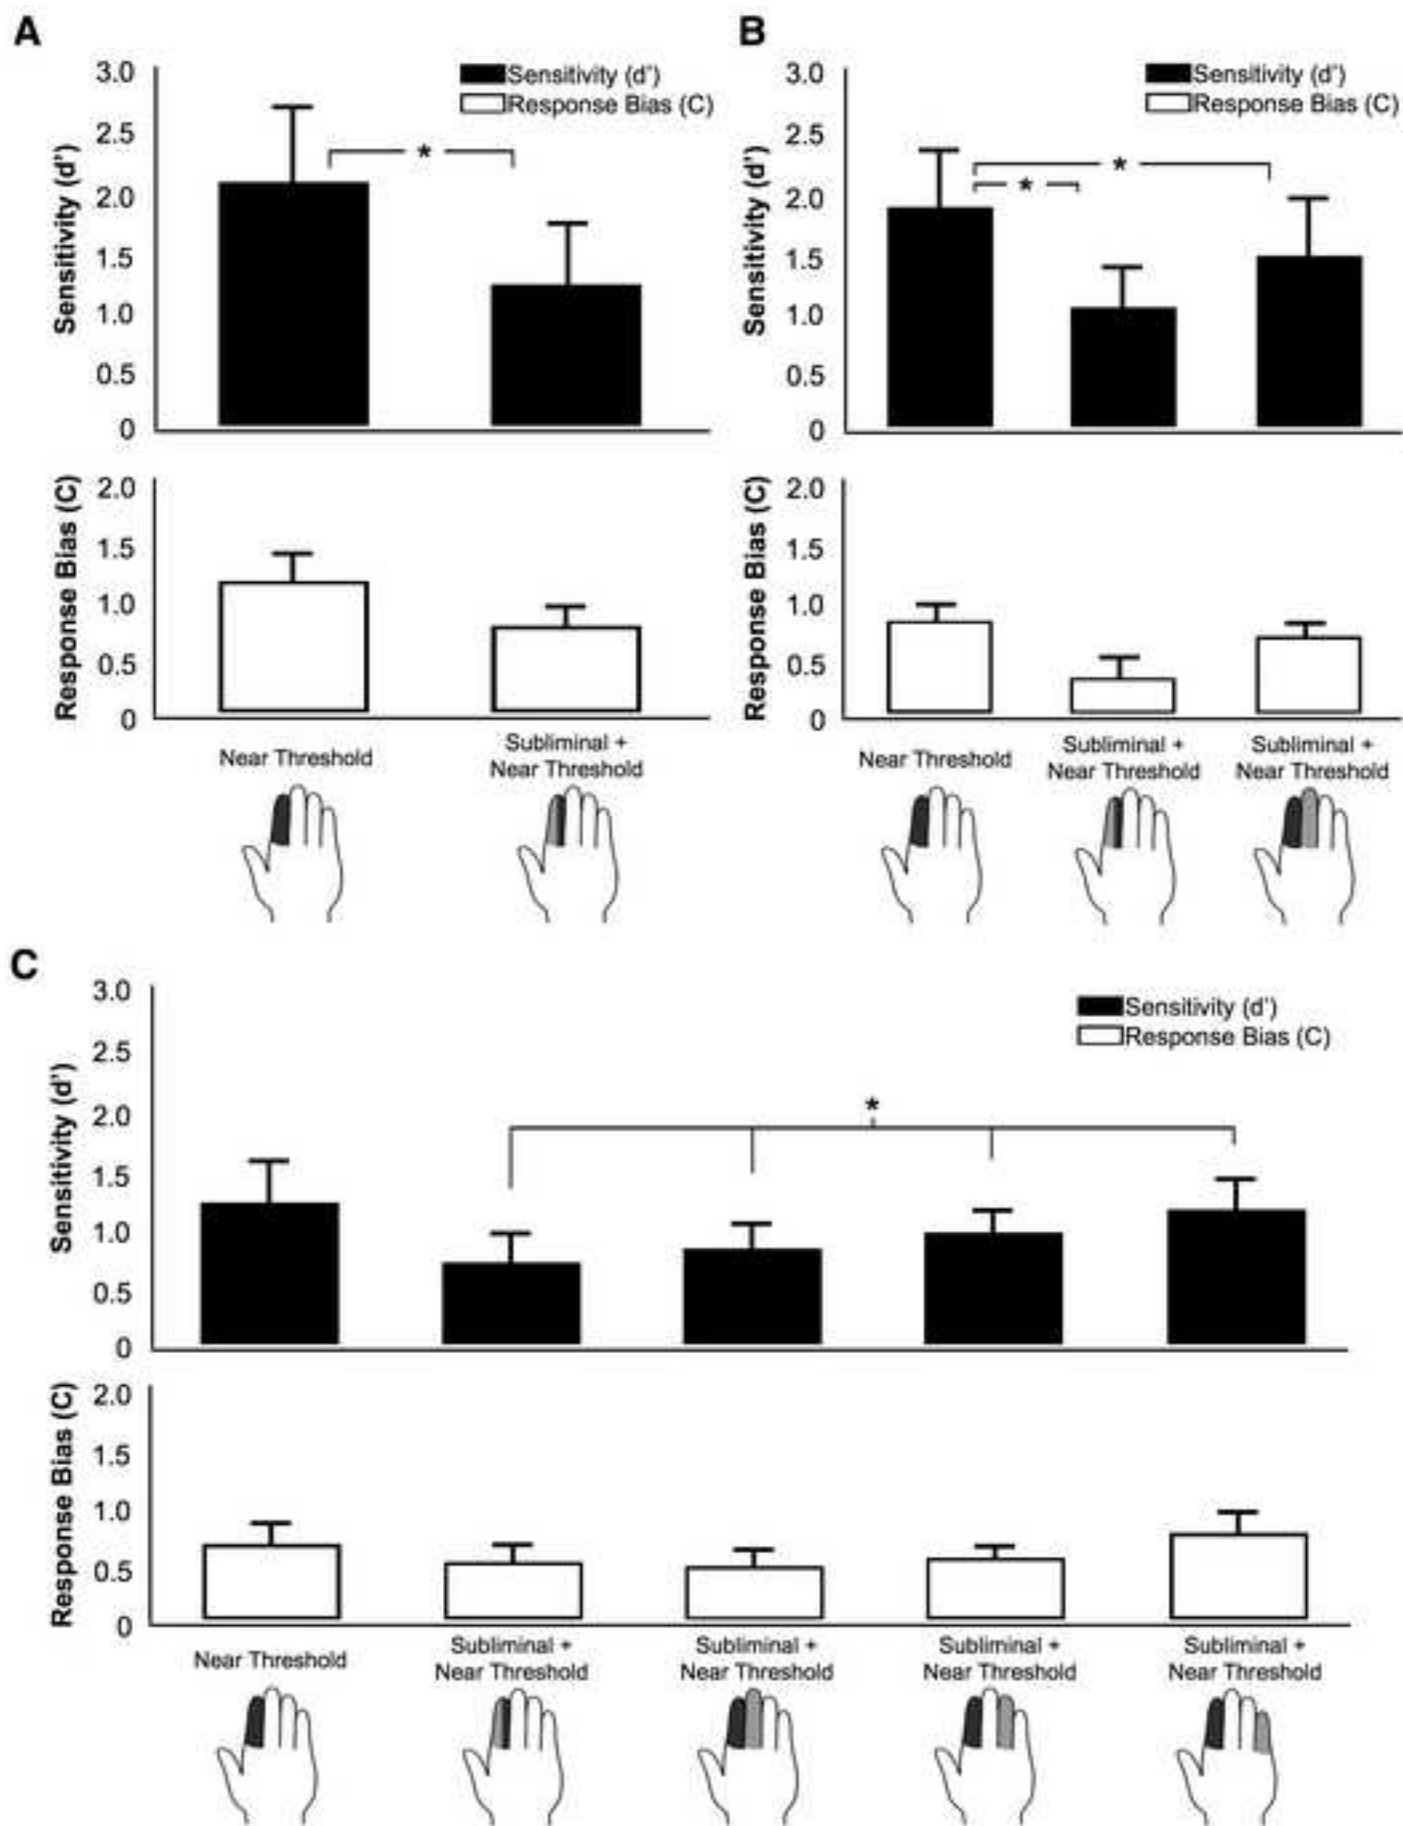 A
3.0
2.5
2.0
1.5
1.0
0.5
0
Sensitivity (d')
Sensitivity (d')
Response Bias (C)
*
2.0
1.5
1.0
0.5
0
Response Bias (C)
Near Threshold
Subliminal +
Near Threshold
B
3.0
2.5
2.0
1.5
1.0
0.5
0
Sensitivity (d')
Sensitivity (d')
Response Bias (C)
*
*
2.0
1.5
1.0
0.5
0
Response Bias (C)
Near Threshold
Subliminal +
Near Threshold
Subliminal +
Near Threshold
C
3.0
2.5
2.0
1.5
1.0
0.5
0
Sensitivity (d')
Sensitivity (d')
Response Bias (C)
*
2.0
1.5
1.0
0.5
0
Response Bias (C)
Near Threshold
Subliminal +
Near Threshold
Subliminal +
Near Threshold
Subliminal +
Near Threshold
Subliminal +
Near Threshold